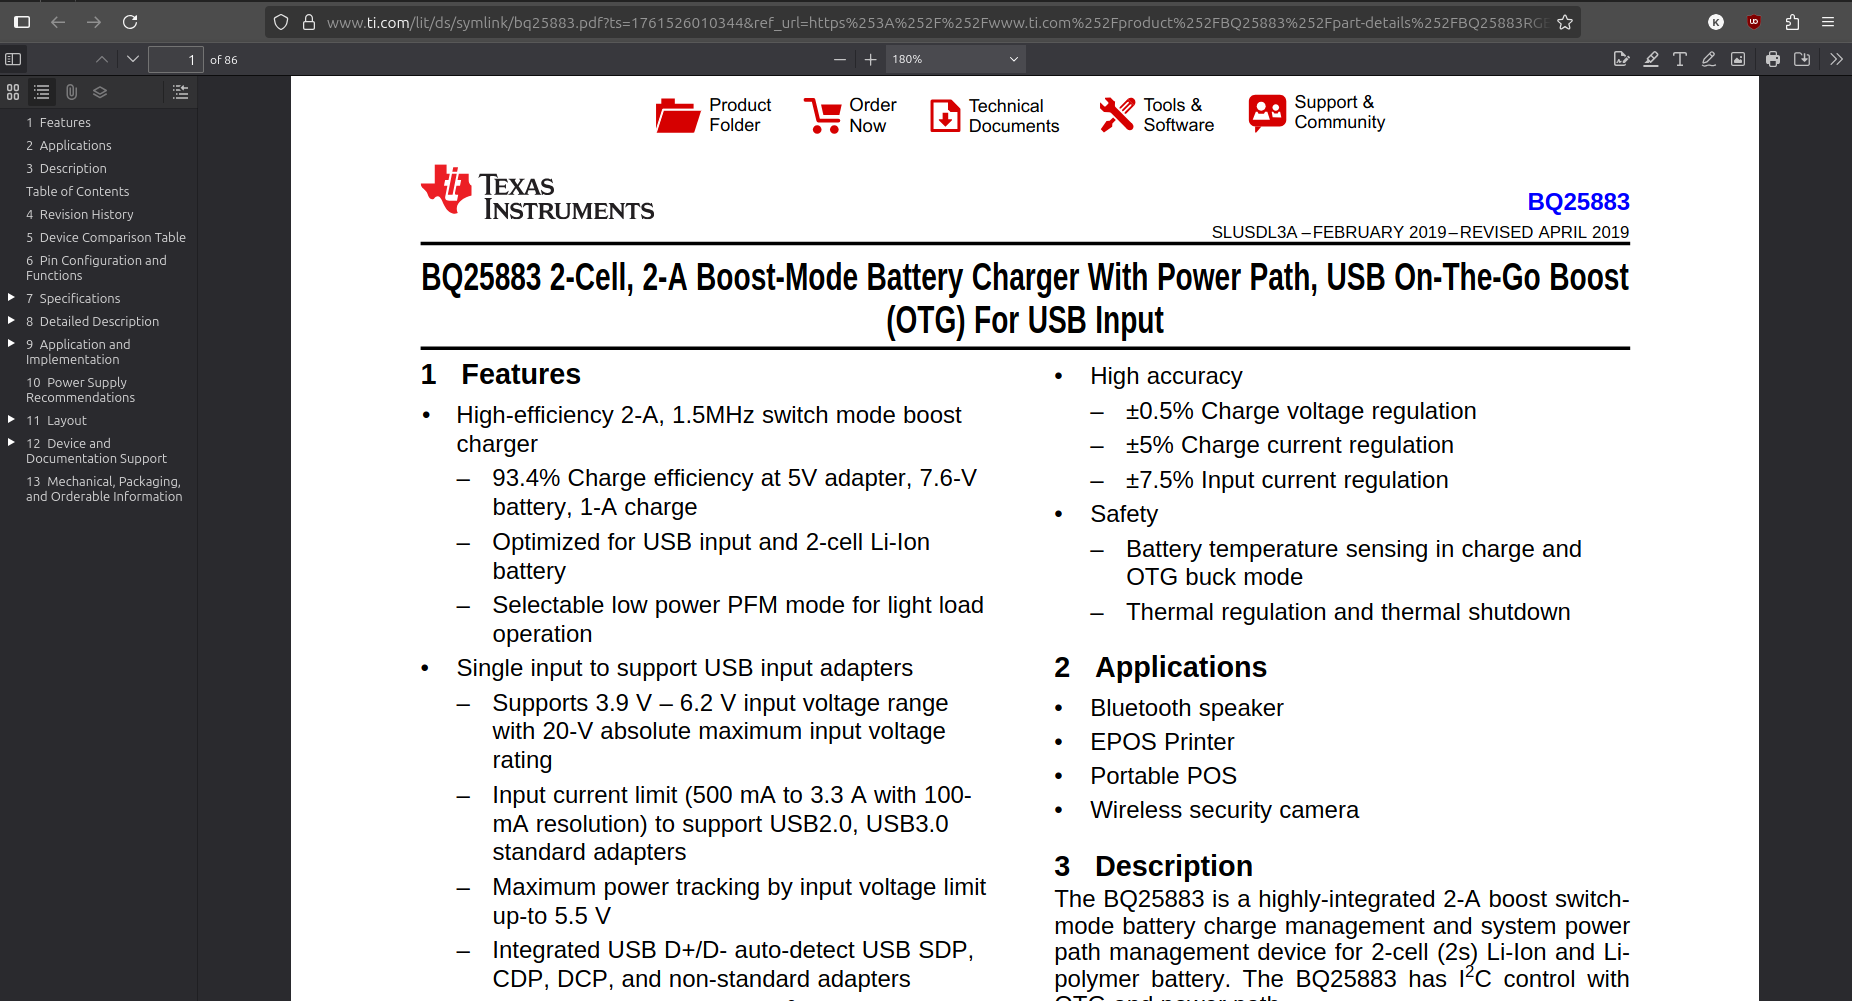 www.ti.com/lit/ds/symlink/bq25883.pdf?ts=1761526010344&ref_url=https%253A%252F%252Fwww.ti.com%252Fproduct%252FBQ25883%252Fpart-details%252FBQ25883RGE
K
1 of 86
180%
1 Features
2 Applications
3 Description
Table of Contents
4 Revision History
5 Device Comparison Table
6 Pin Configuration and
Functions
7 Specifications
8 Detailed Description
9 Application and
Implementation
10 Power Supply
Recommendations
11 Layout
12 Device and
Documentation Support
13 Mechanical, Packaging,
and Orderable Information
Product
Folder
Order
Now
Technical
Documents
Tools &
Software
Support &
Community
TEXAS
INSTRUMENTS
BQ25883
SLUSDL3A – FEBRUARY 2019 – REVISED APRIL 2019
BQ25883 2-Cell, 2-A Boost-Mode Battery Charger With Power Path, USB On-The-Go Boost
(OTG) For USB Input
1 Features
• High-efficiency 2-A, 1.5MHz switch mode boost
charger
– 93.4% Charge efficiency at 5V adapter, 7.6-V
battery, 1-A charge
– Optimized for USB input and 2-cell Li-Ion
battery
– Selectable low power PFM mode for light load
operation
• Single input to support USB input adapters
– Supports 3.9 V – 6.2 V input voltage range
with 20-V absolute maximum input voltage
rating
– Input current limit (500 mA to 3.3 A with 100-
mA resolution) to support USB2.0, USB3.0
standard adapters
– Maximum power tracking by input voltage limit
up-to 5.5 V
– Integrated USB D+/D- auto-detect USB SDP,
CDP, DCP, and non-standard adapters
• High accuracy
– ±0.5% Charge voltage regulation
– ±5% Charge current regulation
– ±7.5% Input current regulation
• Safety
– Battery temperature sensing in charge and
OTG buck mode
– Thermal regulation and thermal shutdown
2 Applications
• Bluetooth speaker
• EPOS Printer
• Portable POS
• Wireless security camera
3 Description
The BQ25883 is a highly-integrated 2-A boost switch-
mode battery charge management and system power
path management device for 2-cell (2s) Li-Ion and Li-
polymer battery. The BQ25883 has I²C control with
OTG and power path